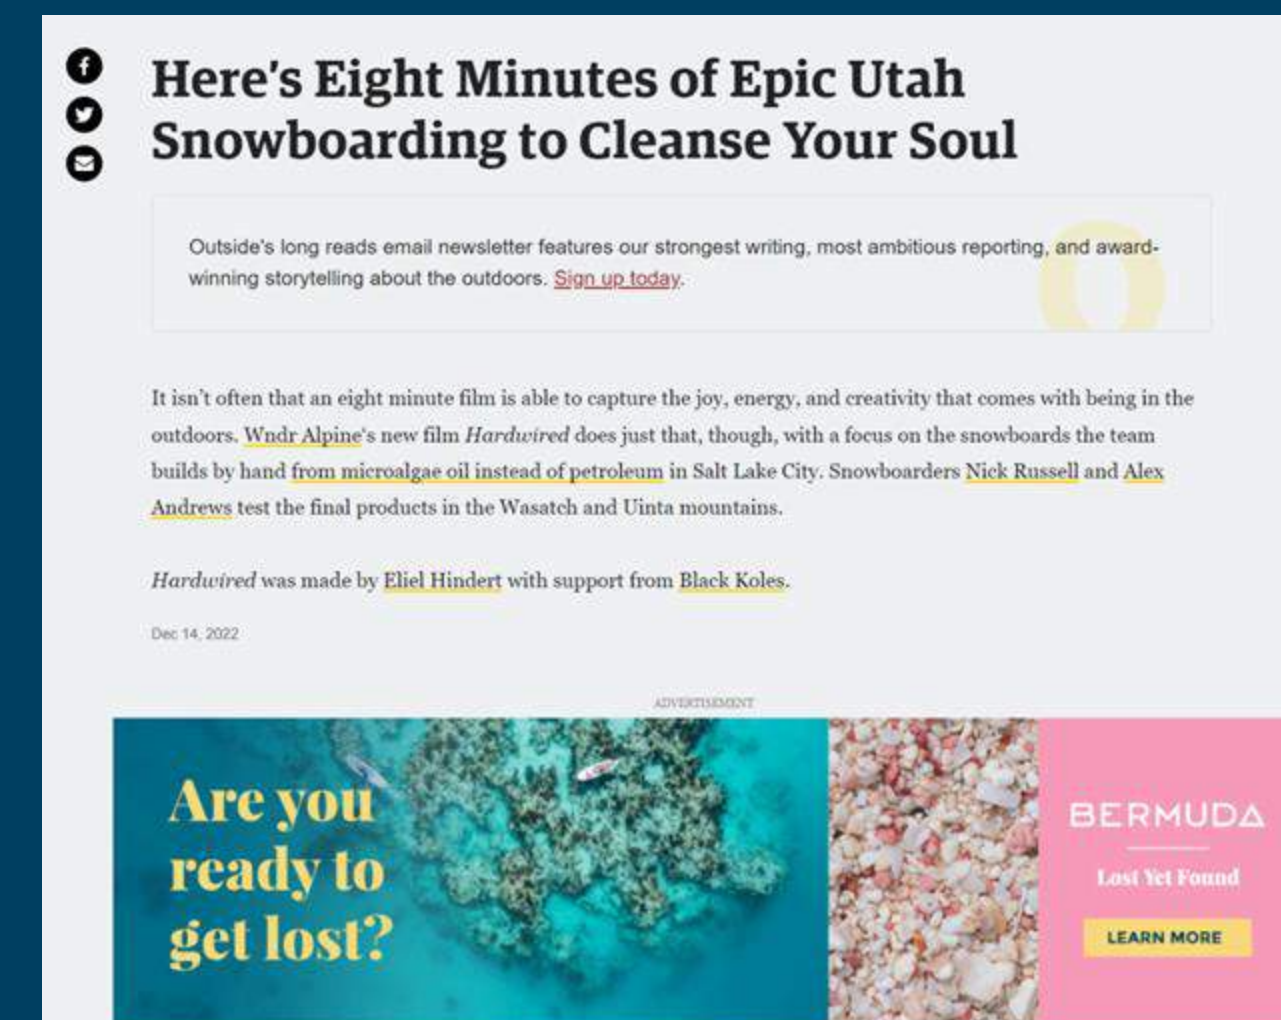 Here's Eight Minutes of Epic Utah
Snowboarding to Cleanse Your Soul
Outside's long reads email newsletter features our strongest writing, most ambitious reporting, and award-
winning storytelling about the outdoors. Sign up today.
It isn't often that an eight minute film is able to capture the joy, energy, and creativity that comes with being in the
outdoors. Wndr Alpine's new film Hardwired does just that, though, with a focus on the snowboards the team
builds by hand from microalgae oil instead of petroleum in Salt Lake City. Snowboarders Nick Russell and Alex
Andrews test the final products in the Wasatch and Uinta mountains.
Hardwired was made by Eliel Hindert with support from Black Koles.
Dec 14, 2022
ADVERTISEMENT
Are you
ready to
get lost?
BERMUDA
Lost Yet Found
LEARN MORE